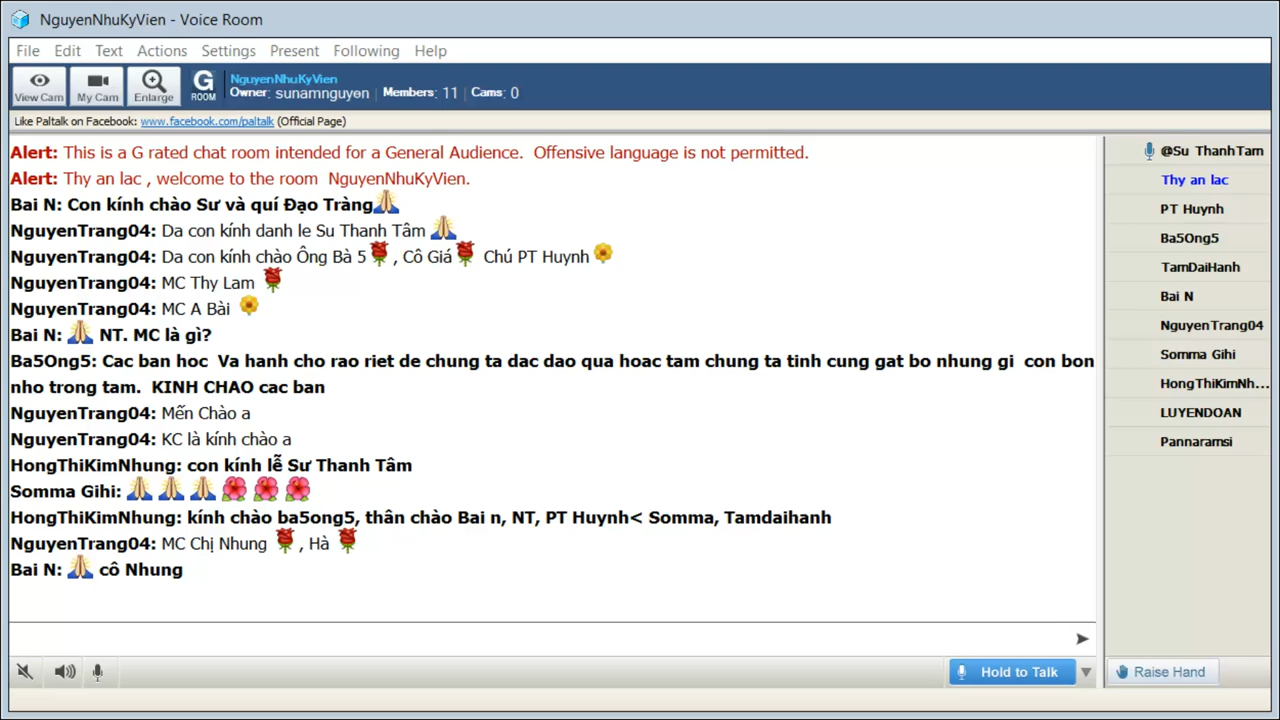 NguyenNhuKyVien - Voice Room
File Edit Text Actions Settings Present Following Help
View Cam My Cam Enlarge G ROOM
NguyenNhuKyVien
Owner: sunamnguyen | Members: 11 | Cams: 0
Like Paltalk on Facebook: www.facebook.com/paltalk (Official Page)
Alert: This is a G rated chat room intended for a General Audience. Offensive language is not permitted.
Alert: Thy an lac , welcome to the room NguyenNhuKyVien.
Bai N: Con kính chào Sư và quí Đạo Tràng🙏
NguyenTrang04: Da con kính danh le Su Thanh Tâm 🙏
NguyenTrang04: Da con kính chào Ông Bà 5🌹, Cô Giá🌹 Chú PT Huynh 🌼
NguyenTrang04: MC Thy Lam 🌹
NguyenTrang04: MC A Bài 🌼
Bai N: 🙏 NT. MC là gì?
Ba5Ong5: Cac ban hoc Va hanh cho rao riet de chung ta dac dao qua hoac tam chung ta tinh cung gat bo nhung gi con bon
nho trong tam. KINH CHAO cac ban
NguyenTrang04: Mến Chào a
NguyenTrang04: KC là kính chào a
HongThiKimNhung: con kính lễ Sư Thanh Tâm
Somma Gihi: 🙏 🙏 🙏 🌺 🌺 🌺
HongThiKimNhung: kính chào ba5ong5, thân chào Bai n, NT, PT Huynh< Somma, Tamdaihanh
NguyenTrang04: MC Chị Nhung 🌹, Hà 🌹
Bai N: 🙏 cô Nhung
@Su ThanhTam
Thy an lac
PT Huynh
Ba5Ong5
TamDaiHanh
Bai N
NguyenTrang04
Somma Gihi
HongThiKimNh...
LUYENDOAN
Pannaramsi
Hold to Talk
Raise Hand